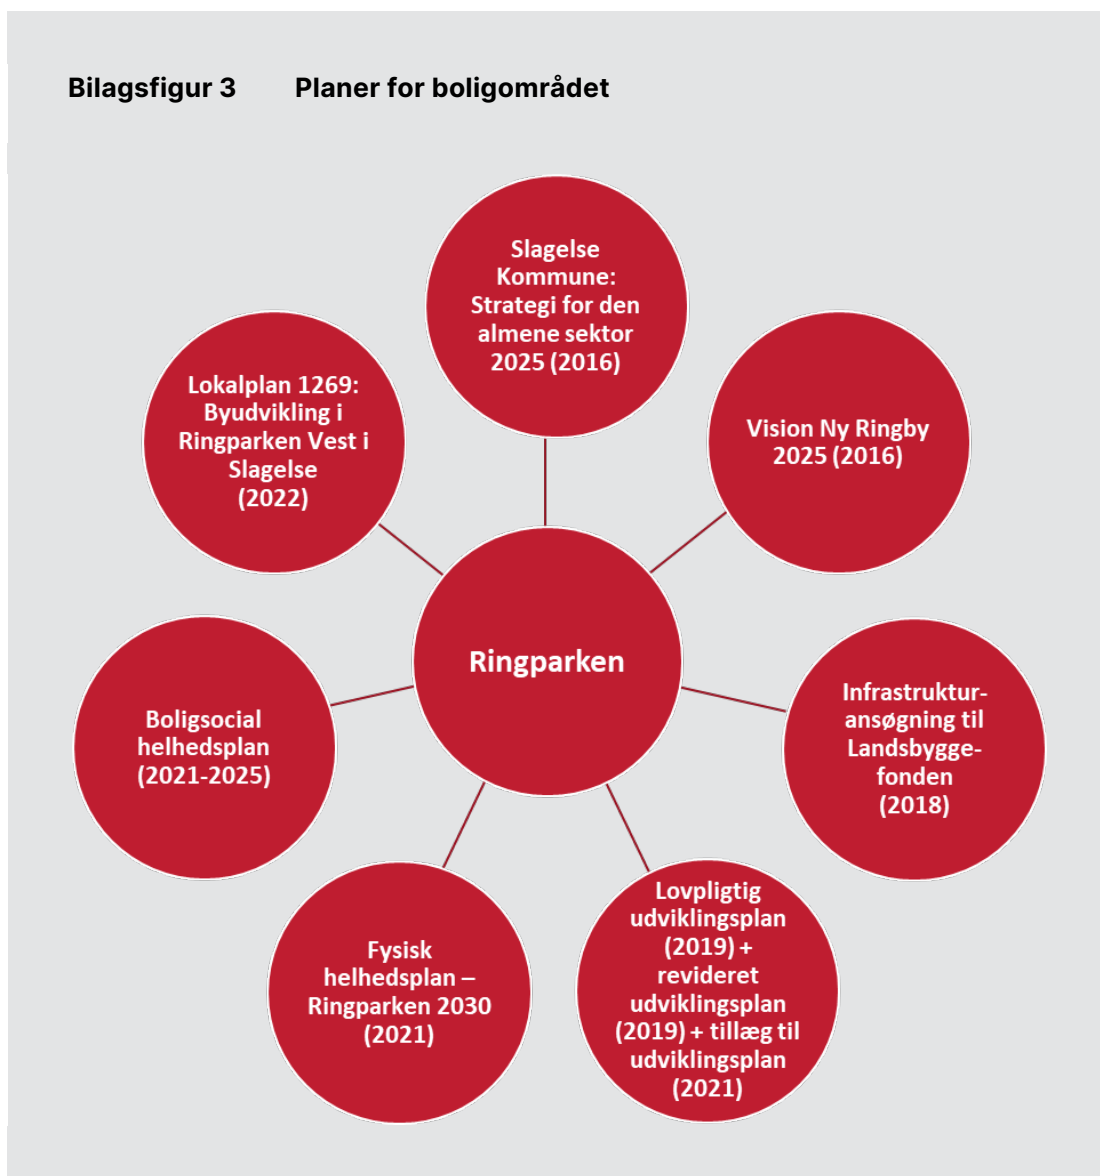 Bilagsfigur 3 Planer for boligområdet
Slagelse
Kommune:
Strategi for den
almene sektor
2025 (2016)
Vision Ny Ringby
2025 (2016)
Infrastruktur-
ansøgning til
Landsbygge-
fonden
(2018)
Lovpligtig
udviklingsplan
(2019) +
revideret
udviklingsplan
(2019) + tillæg til
udviklingsplan
(2021)
Fysisk
helhedsplan –
Ringparken 2030
(2021)
Boligsocial
helhedsplan
(2021-2025)
Lokalplan 1269:
Byudvikling i
Ringparken Vest i
Slagelse
(2022)
Ringparken